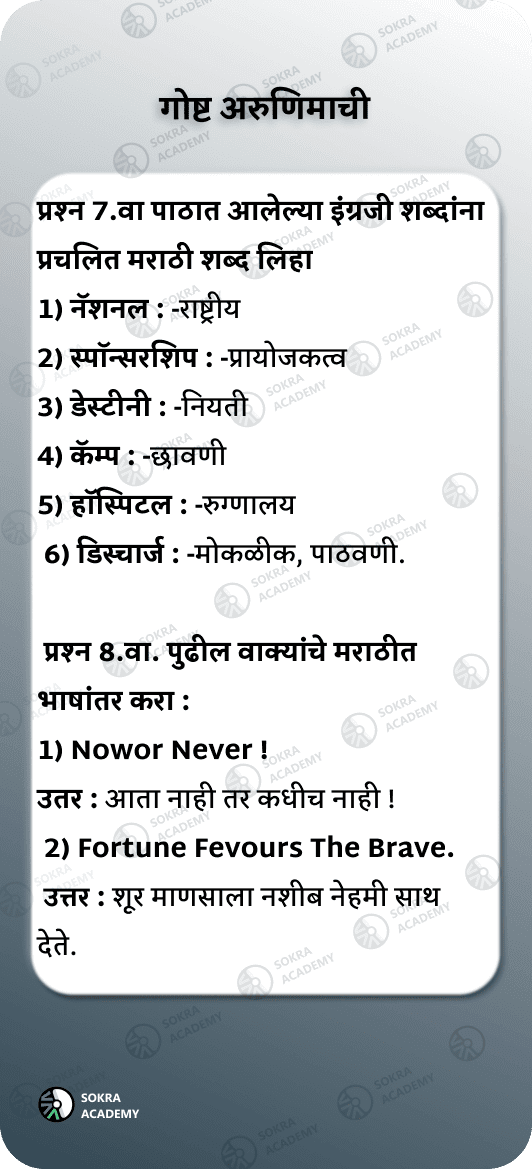 गोष्ट अरुणिमाची
प्रश्न 7.वा पाठात आलेल्या इंग्रजी शब्दांना
प्रचलित मराठी शब्द लिहा
1) नॅशनल : -राष्ट्रीय
2) स्पॉन्सरशिप : -प्रायोजकत्व
3) डेस्टीनी : -नियती
4) कॅम्प : -छावणी
5) हॉस्पिटल : -रुग्णालय
6) डिस्चार्ज : -मोकळीक, पाठवणी.
प्रश्न 8.वा. पुढील वाक्यांचे मराठीत
भाषांतर करा :
1) Nowor Never !
उतर : आता नाही तर कधीच नाही !
2) Fortune Fevours The Brave.
उत्तर : शूर माणसाला नशीब नेहमी साथ
देते.
SOKRA
ACADEMY